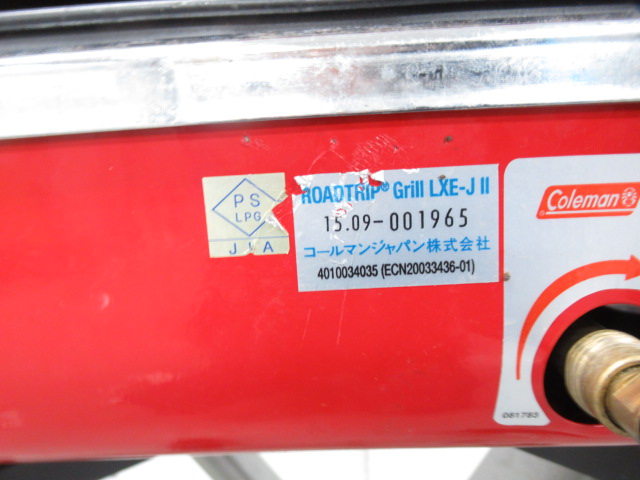 PS
LPG
JIA
ROADTRIP® Grill LXE-J II
15.09-001965
コールマンジャパン株式会社
4010034035 (ECN20033436-01)
Coleman
061783